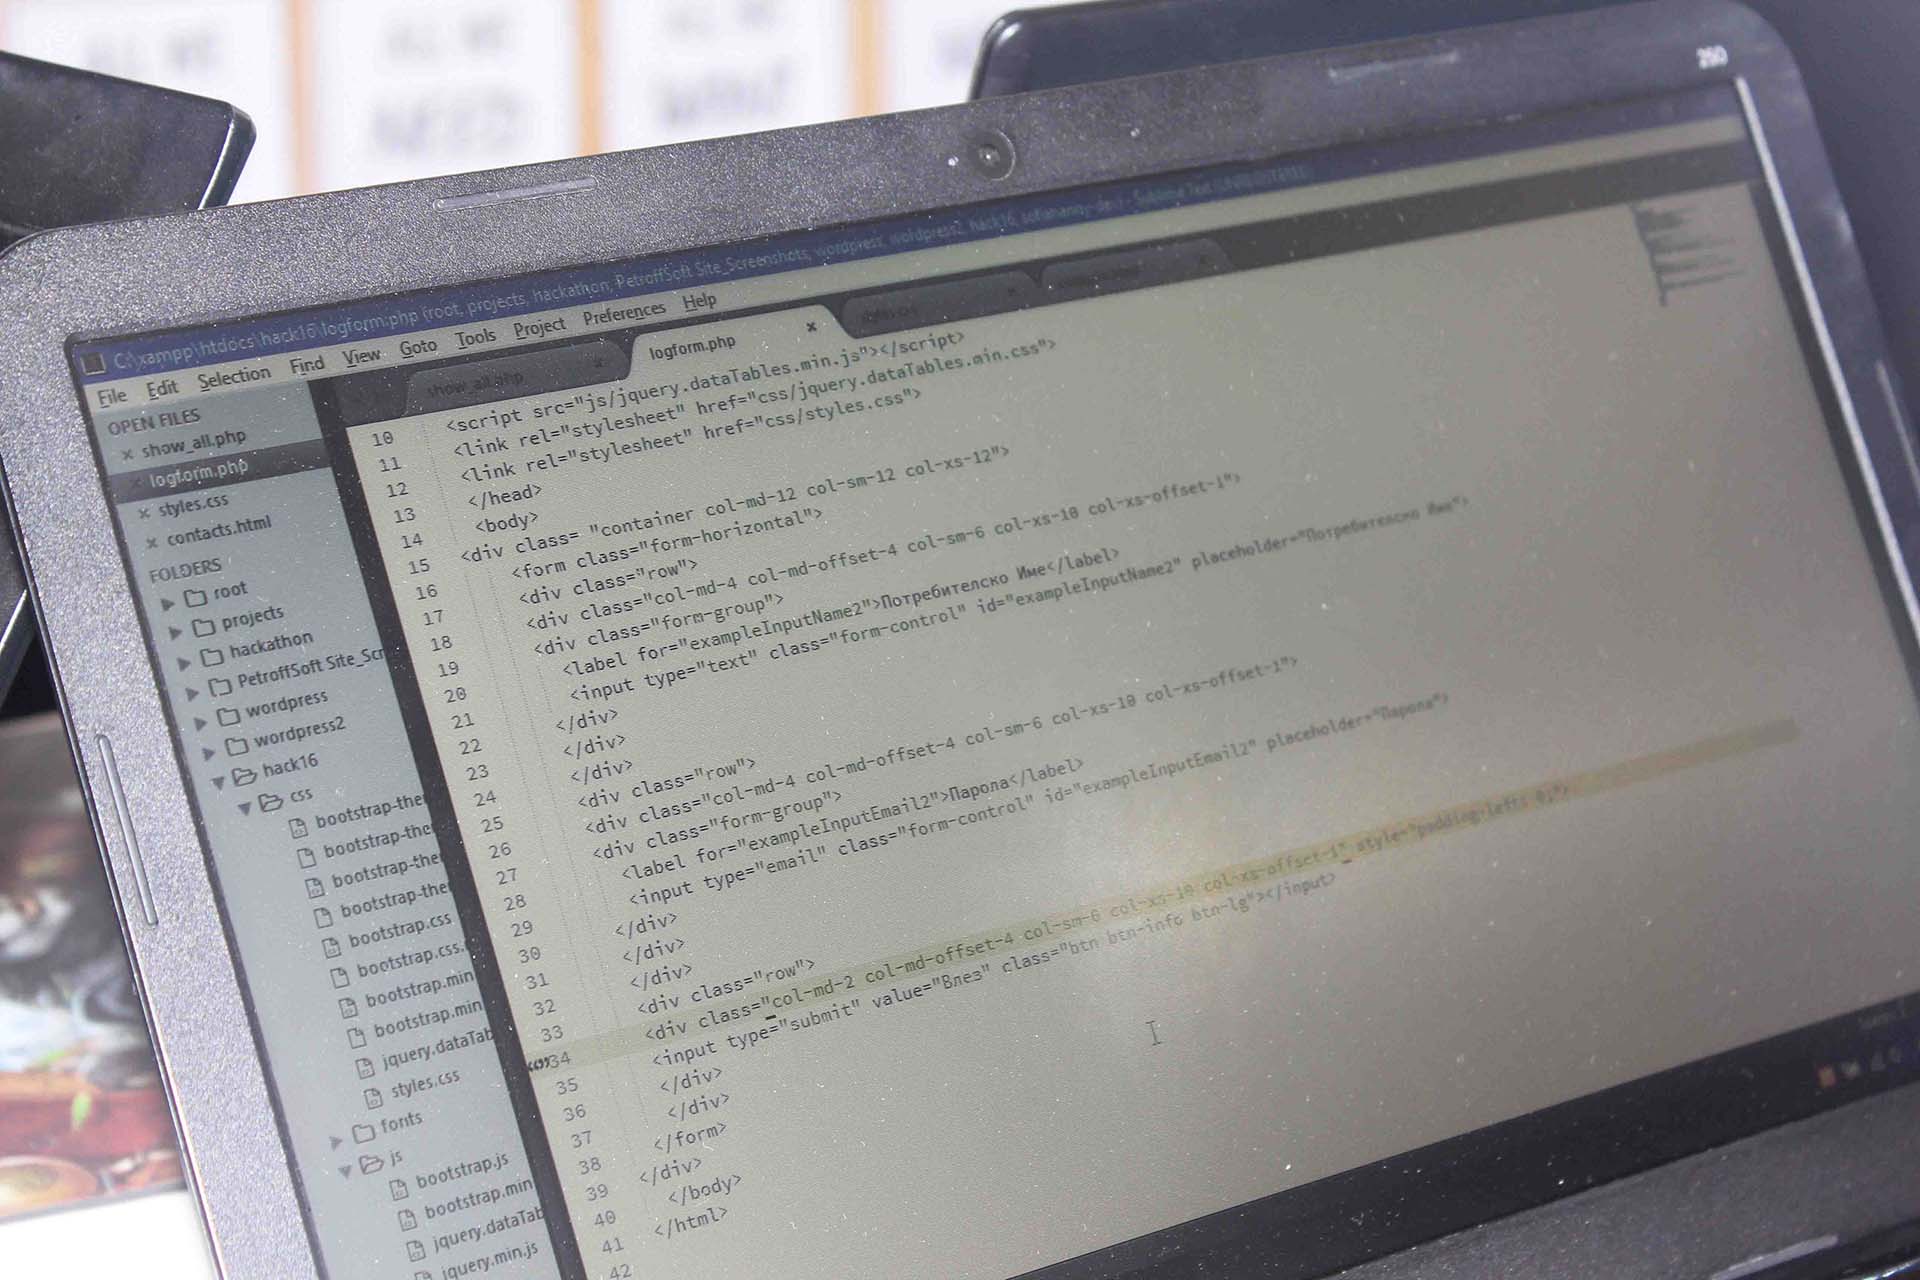 250
C:\xampp\htdocs\hack16\logform.php (root, projects, hackathon, PetroffSoft Site_Screenshots, wordpress, wordpress2, hack16, - Sublime Text (UNREGISTERED)
File Edit Selection Find View Goto Tools Project Preferences Help
show_all.php
logform.php
OPEN FILES
show_all.php
logform.php
styles.css
contacts.html
FOLDERS
root
projects
hackathon
PetroffSoft Site_Scr
wordpress
wordpress2
hack16
css
bootstrap-the
bootstrap-the
bootstrap-the
bootstrap-the
bootstrap.css
bootstrap.css.
bootstrap.min
bootstrap.min
jquery.dataTab
styles.css
fonts
js
bootstrap.js
bootstrap.min
jquery.dataTab
jquery.min.js
10 <script src="js/jquery.dataTables.min.js"></script>
11 <link rel="stylesheet" href="css/jquery.dataTables.min.css">
12 <link rel="stylesheet" href="css/styles.css">
13 </head>
14 <body>
15 <div class= "container col-md-12 col-sm-12 col-xs-12">
16 <form class="form-horizontal">
17 <div class="row">
18 <div class="col-md-4 col-md-offset-4 col-sm-6 col-xs-10 col-xs-offset-1">
19 <div class="form-group">
20 <label for="exampleInputName2">Потребителско Име</label>
21 <input type="text" class="form-control" id="exampleInputName2" placeholder="Потребителско Име">
22 </div>
23 </div>
24 </div>
25 <div class="row">
26 <div class="col-md-4 col-md-offset-4 col-sm-6 col-xs-10 col-xs-offset-1">
27 <div class="form-group">
28 <label for="exampleInputEmail2">Парола</label>
29 <input type="email" class="form-control" id="exampleInputEmail2" placeholder="Парола">
30 </div>
31 </div>
32 </div>
33 <div class="row">
34 <div class="col-md-2 col-md-offset-4 col-sm-6 col-xs-10 col-xs-offset-1" style="padding-left: 0;">
35 <input type="submit" value="Влез" class="btn btn-info btn-lg"></input>
36 </div>
37 </div>
38 </form>
39 </div>
40 </body>
41 </html>
42